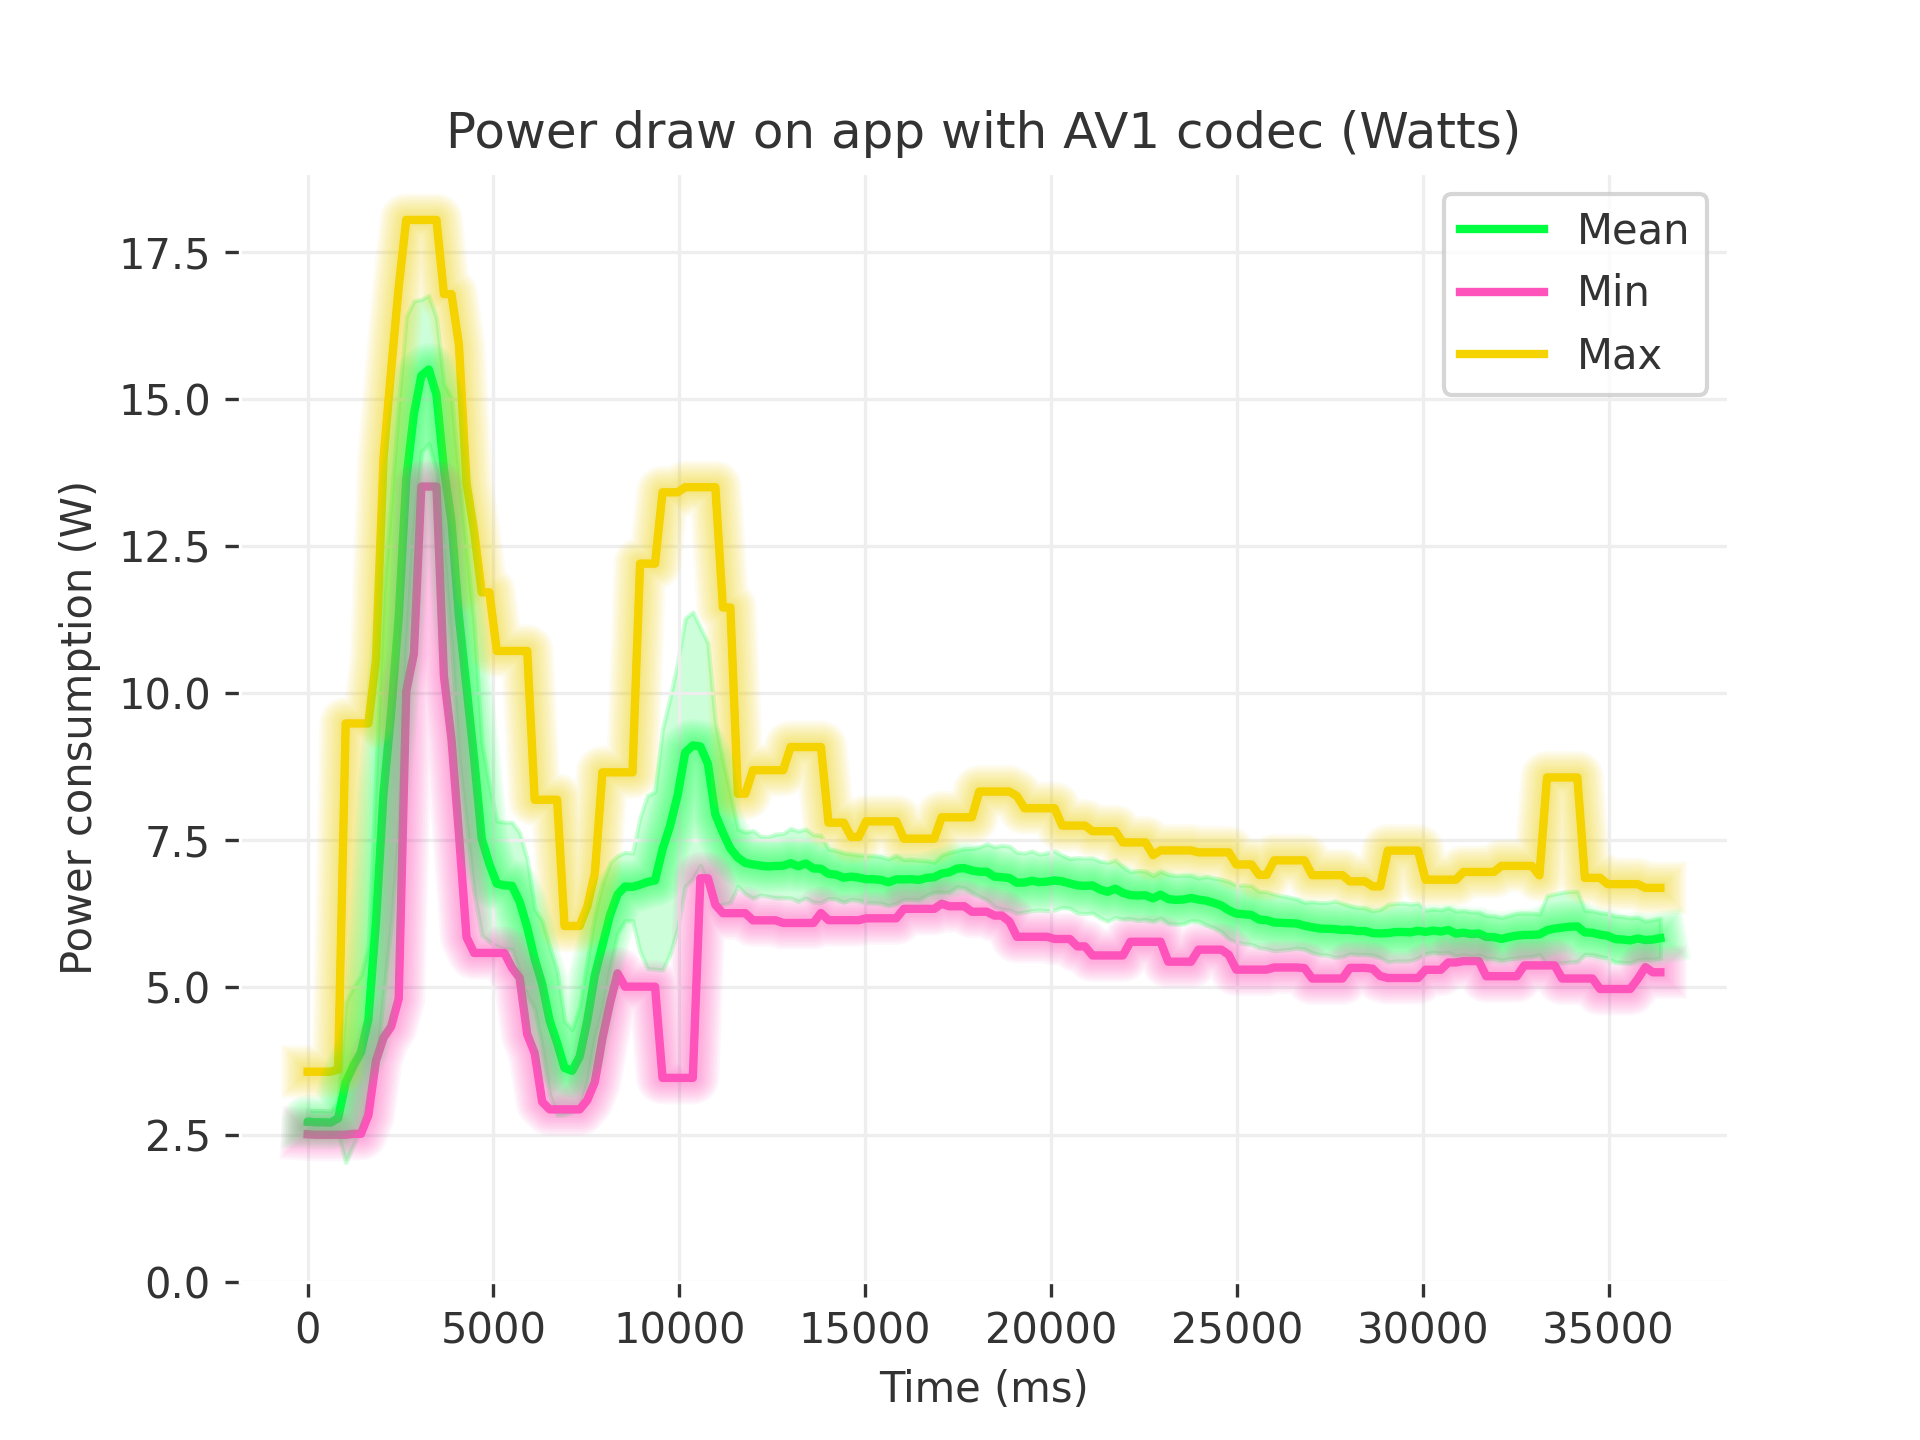 Power draw on app with AV1 codec (Watts)
Mean
Min
Max
Power consumption (W)
17.5
15.0
12.5
10.0
7.5
5.0
2.5
0.0
0 5000 10000 15000 20000 25000 30000 35000
Time (ms)